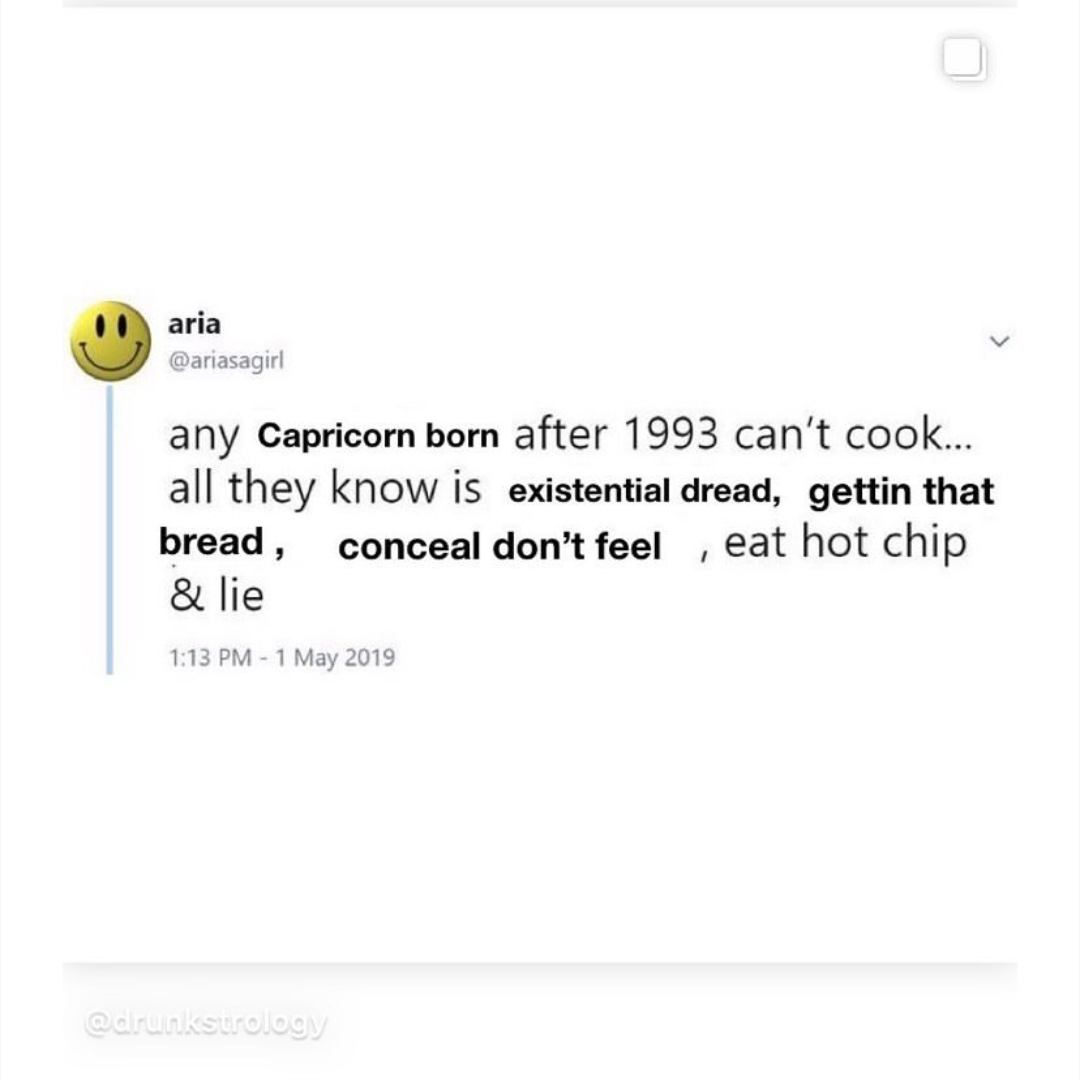 aria
@ariasagirl
any Capricorn born after 1993 can't cook...
all they know is existential dread, gettin that
bread , conceal don't feel , eat hot chip
& lie
1:13 PM - 1 May 2019
@drunkstrology